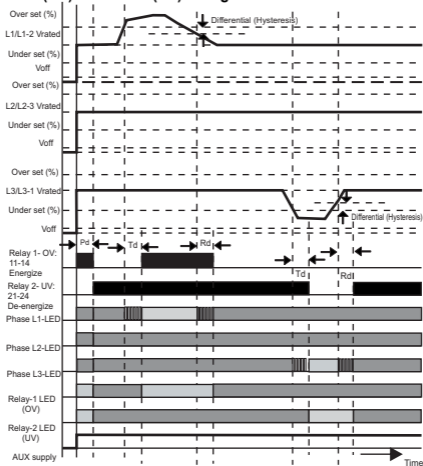 Over set (%)
Differential (Hysteresis)
L1/L1-2 Vrated
Under set (%)
Voff
Over set (%)
L2/L2-3 Vrated
Under set (%)
Voff
Over set (%)
L3/L3-1 Vrated
Under set (%)
Differential (Hysteresis)
Voff
Pd
Td
Rd
Relay 1- OV:
11-14
Energize
Td
Rd
Relay 2- UV:
21-24
De-energize
Phase L1-LED
Phase L2-LED
Phase L3-LED
Relay-1 LED
(OV)
Relay-2 LED
(UV)
AUX supply
Time